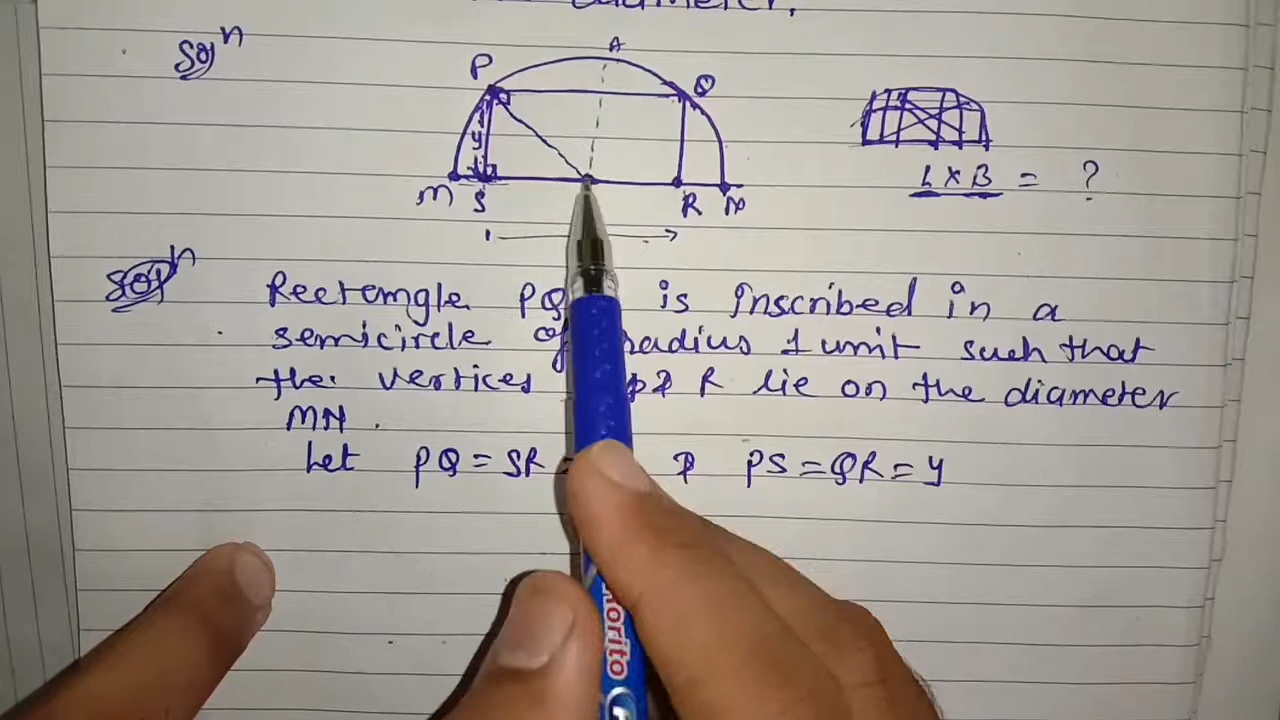 Solⁿ
A
P
Q
y
M S R N
L × B = ?
Solⁿ Rectemgle PQ is inscribed in a
semicircle of radius 1 unit such that
the vertices R lie on the diameter
MN.
Let PQ = SR PS = QR = y